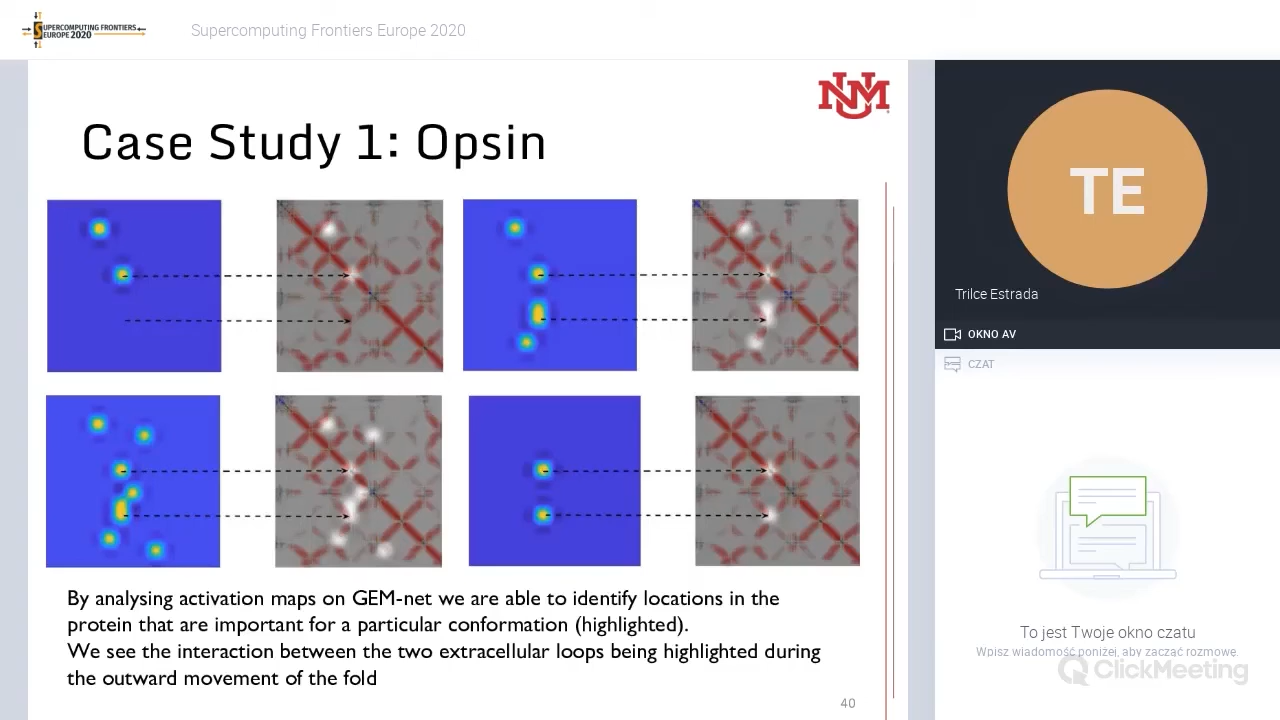 SUPERCOMPUTING FRONTIERS
EUROPE 2020
Supercomputing Frontiers Europe 2020
NM
Case Study 1: Opsin
By analysing activation maps on GEM-net we are able to identify locations in the
protein that are important for a particular conformation (highlighted).
We see the interaction between the two extracellular loops being highlighted during
the outward movement of the fold
40
TE
Trilce Estrada
OKNO AV
CZAT
To jest Twoje okno czatu
Wpisz wiadomość poniżej, aby zacząć rozmowę.
ClickMeeting